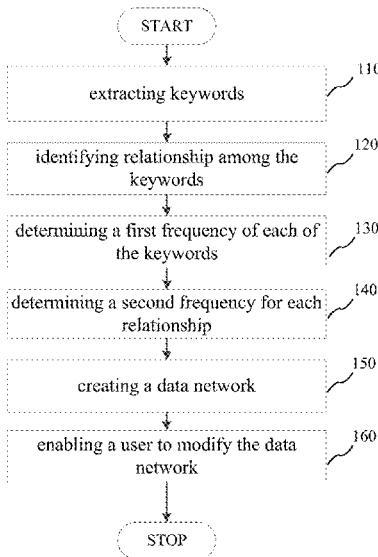 START
110
extracting keywords
120
identifying relationship among the
keywords
130
determining a first frequency of each of
the keywords
140
determining a second frequency for each
relationship
150
creating a data network
160
enabling a user to modify the data
network
STOP